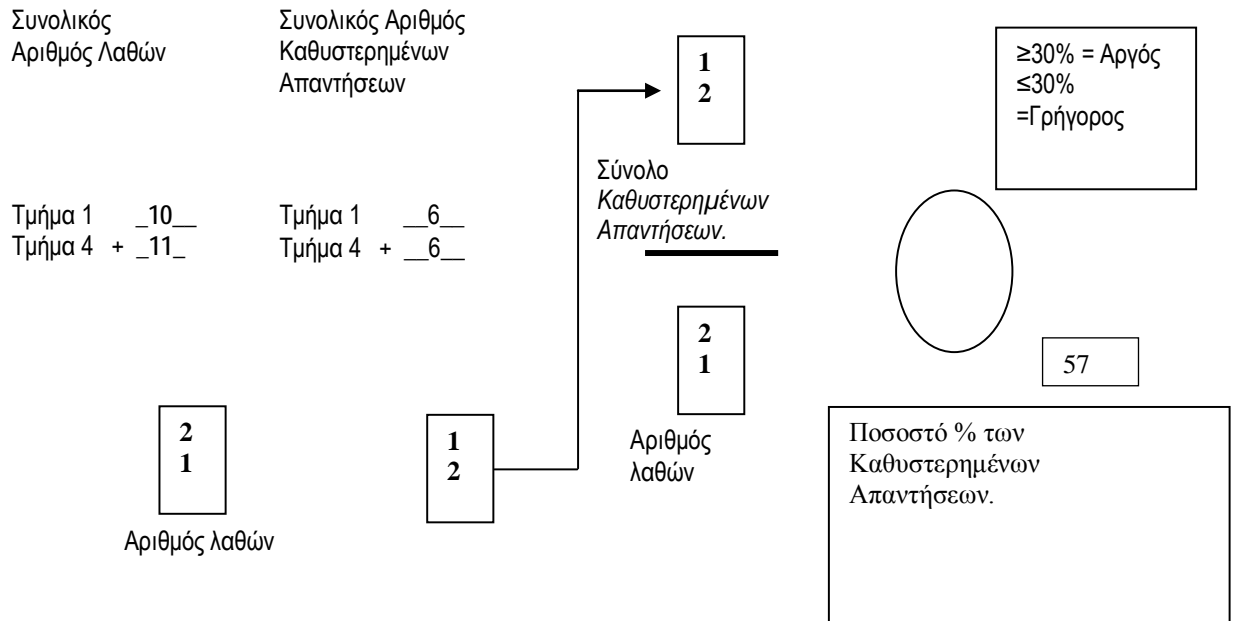 Συνολικός
Αριθμός Λαθών
Συνολικός Αριθμός
Καθυστερημένων
Απαντήσεων
Τμήμα 1 _10__
Τμήμα 4 + _11_
Τμήμα 1 __6__
Τμήμα 4 + __6__
2
1
Αριθμός λαθών
1
2
1
2
Σύνολο
Καθυστερημένων
Απαντήσεων.
2
1
Αριθμός
λαθών
≥30% = Αργός
≤30%
=Γρήγορος
57
Ποσοστό % των
Καθυστερημένων
Απαντήσεων.